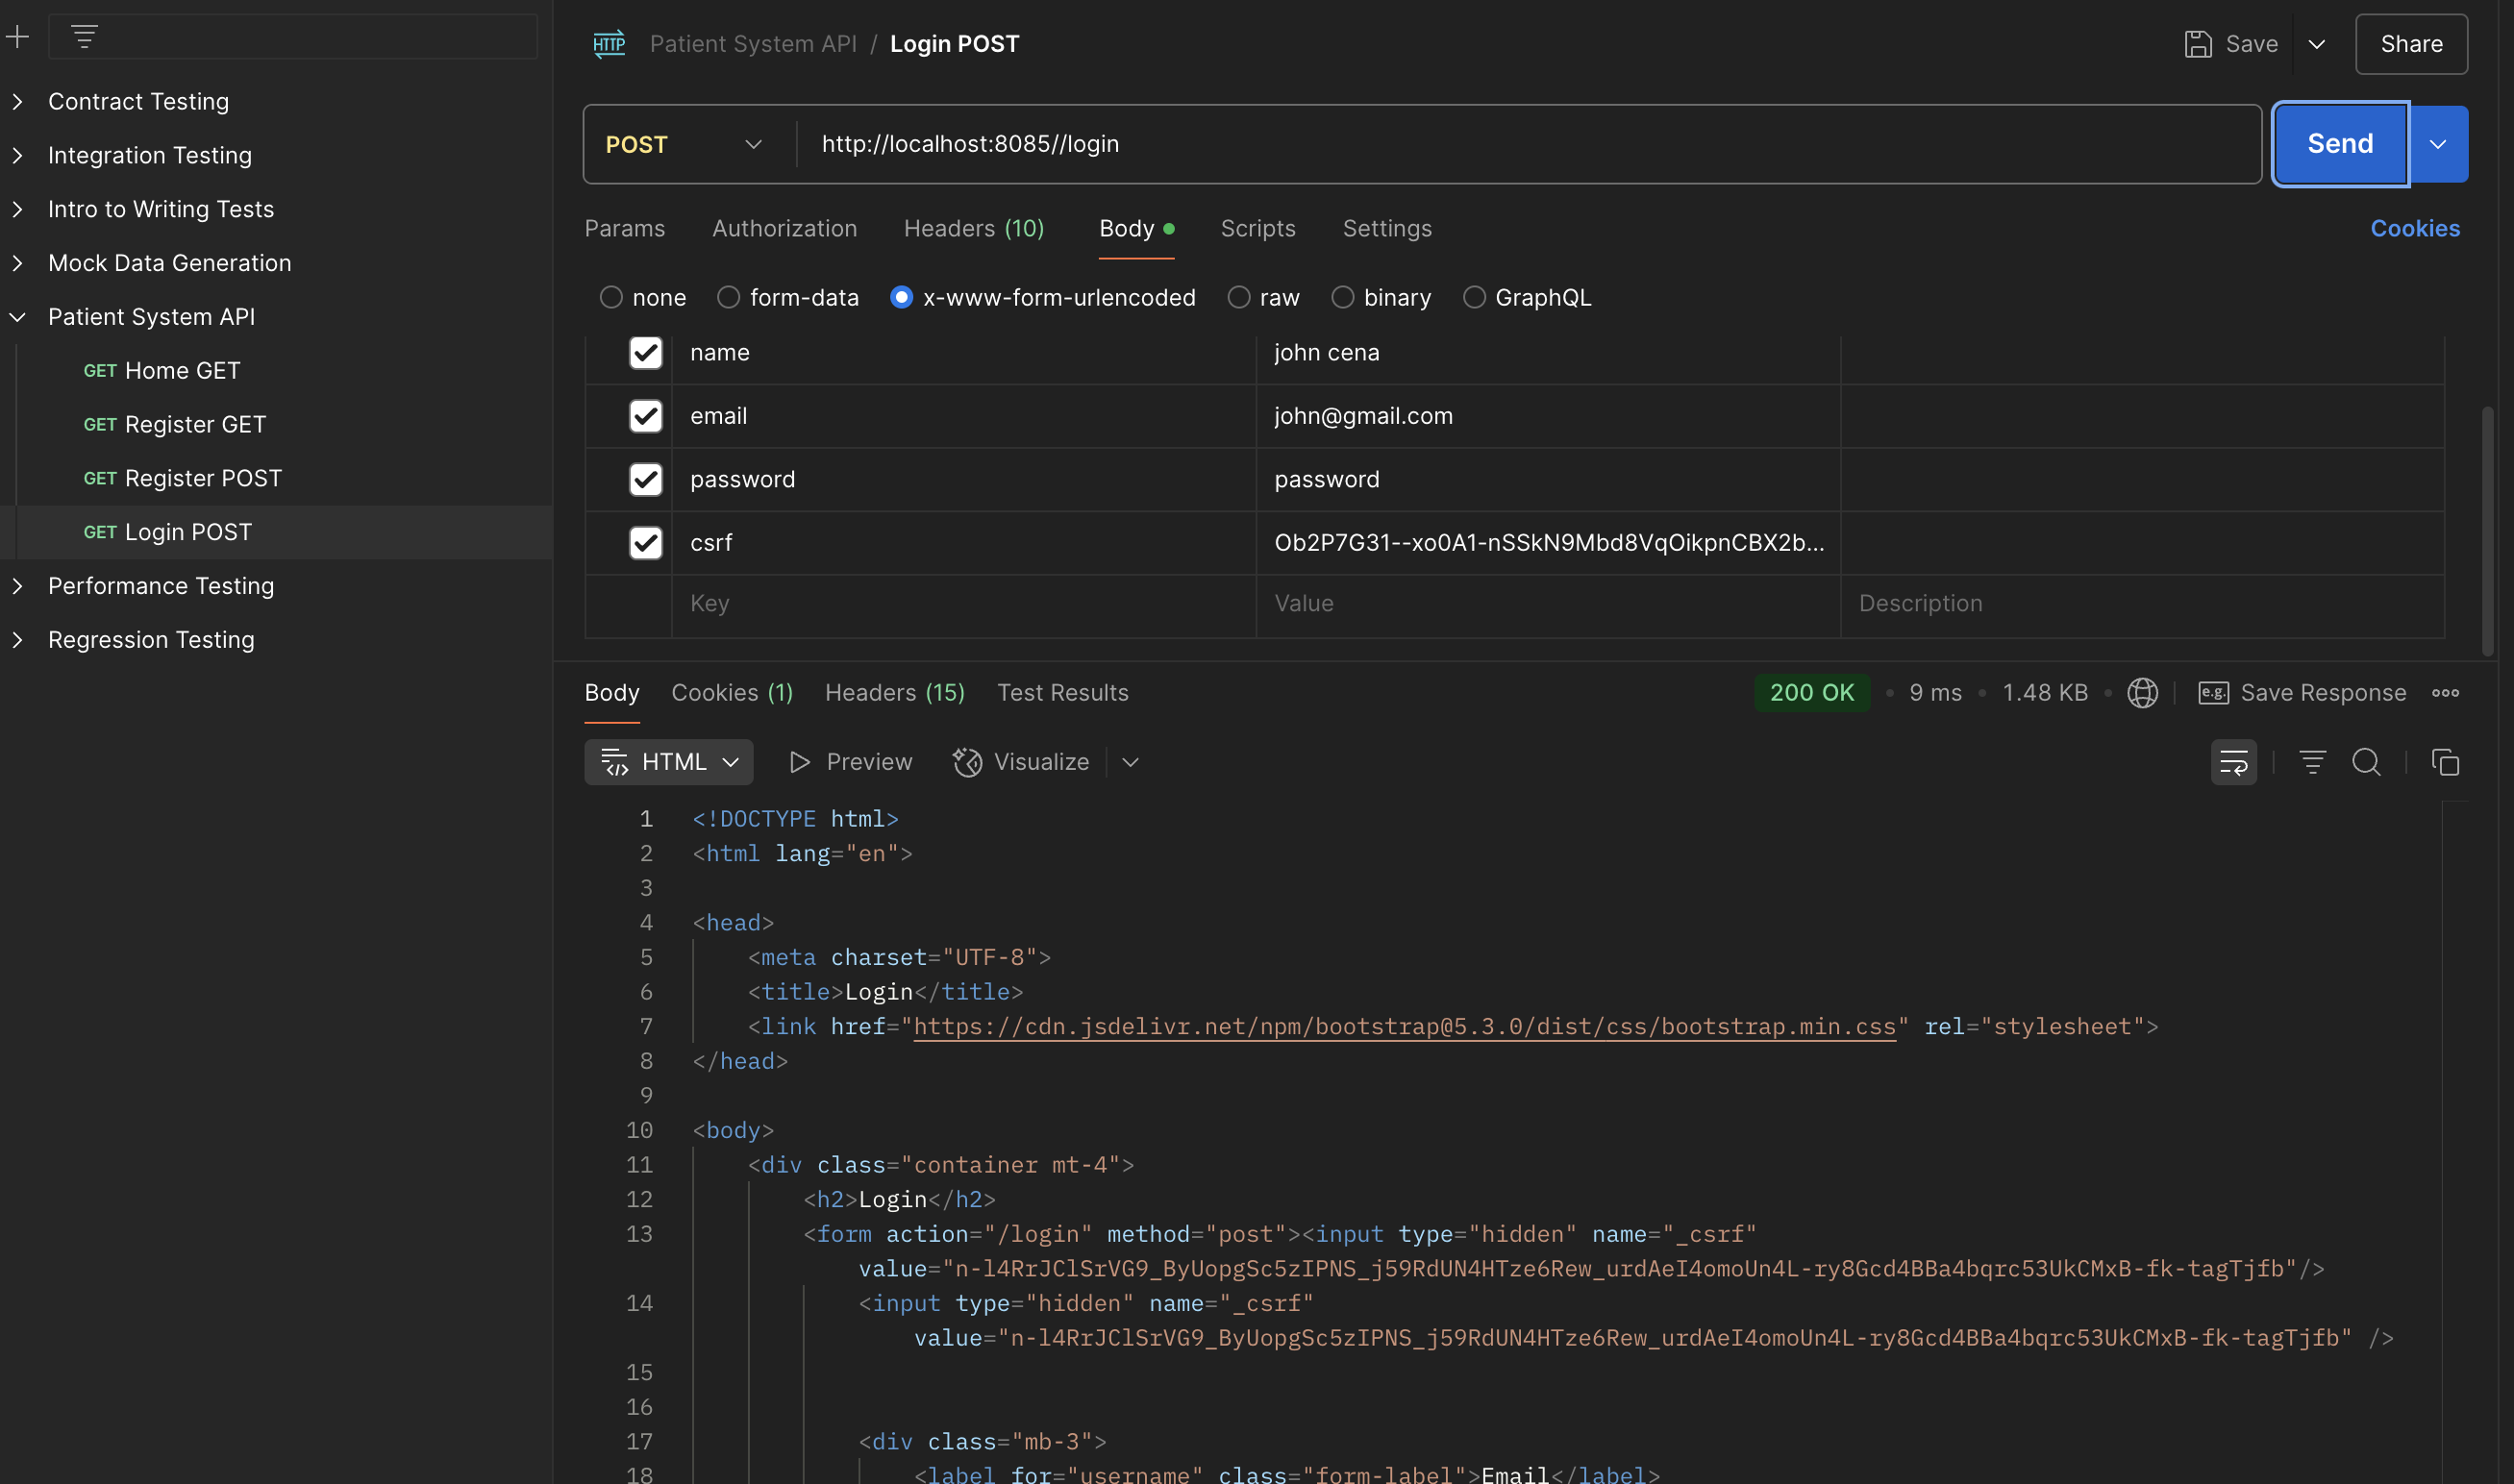 Contract Testing
Integration Testing
Intro to Writing Tests
Mock Data Generation
Patient System API
GET Home GET
GET Register GET
GET Register POST
GET Login POST
Performance Testing
Regression Testing
HTTP Patient System API / Login POST
Save
Share
POST http://localhost:8085//login
Send
Params Authorization Headers (10) Body Scripts Settings Cookies
none form-data x-www-form-urlencoded raw binary GraphQL
name john cena
email john@gmail.com
password password
csrf Ob2P7G31--xo0A1-nSSkN9Mbd8VqOikpnCBX2b...
Key Value Description
Body Cookies (1) Headers (15) Test Results 200 OK • 9 ms • 1.48 KB • e.g. Save Response
HTML Preview Visualize
1 <!DOCTYPE html>
2 <html lang="en">
3
4 <head>
5 <meta charset="UTF-8">
6 <title>Login</title>
7 <link href="https://cdn.jsdelivr.net/npm/bootstrap@5.3.0/dist/css/bootstrap.min.css" rel="stylesheet">
8 </head>
9
10 <body>
11 <div class="container mt-4">
12 <h2>Login</h2>
13 <form action="/login" method="post"><input type="hidden" name="_csrf"
value="n-l4RrJClSrVG9_ByUopgSc5zIPNS_j59RdUN4HTze6Rew_urdAeI4omoUn4L-ry8Gcd4BBa4bqrc53UkCMxB-fk-tagTjfb"/>
14 <input type="hidden" name="_csrf"
value="n-l4RrJClSrVG9_ByUopgSc5zIPNS_j59RdUN4HTze6Rew_urdAeI4omoUn4L-ry8Gcd4BBa4bqrc53UkCMxB-fk-tagTjfb" />
15
16
17 <div class="mb-3">
18 <label for="username" class="form-label">Email</label>